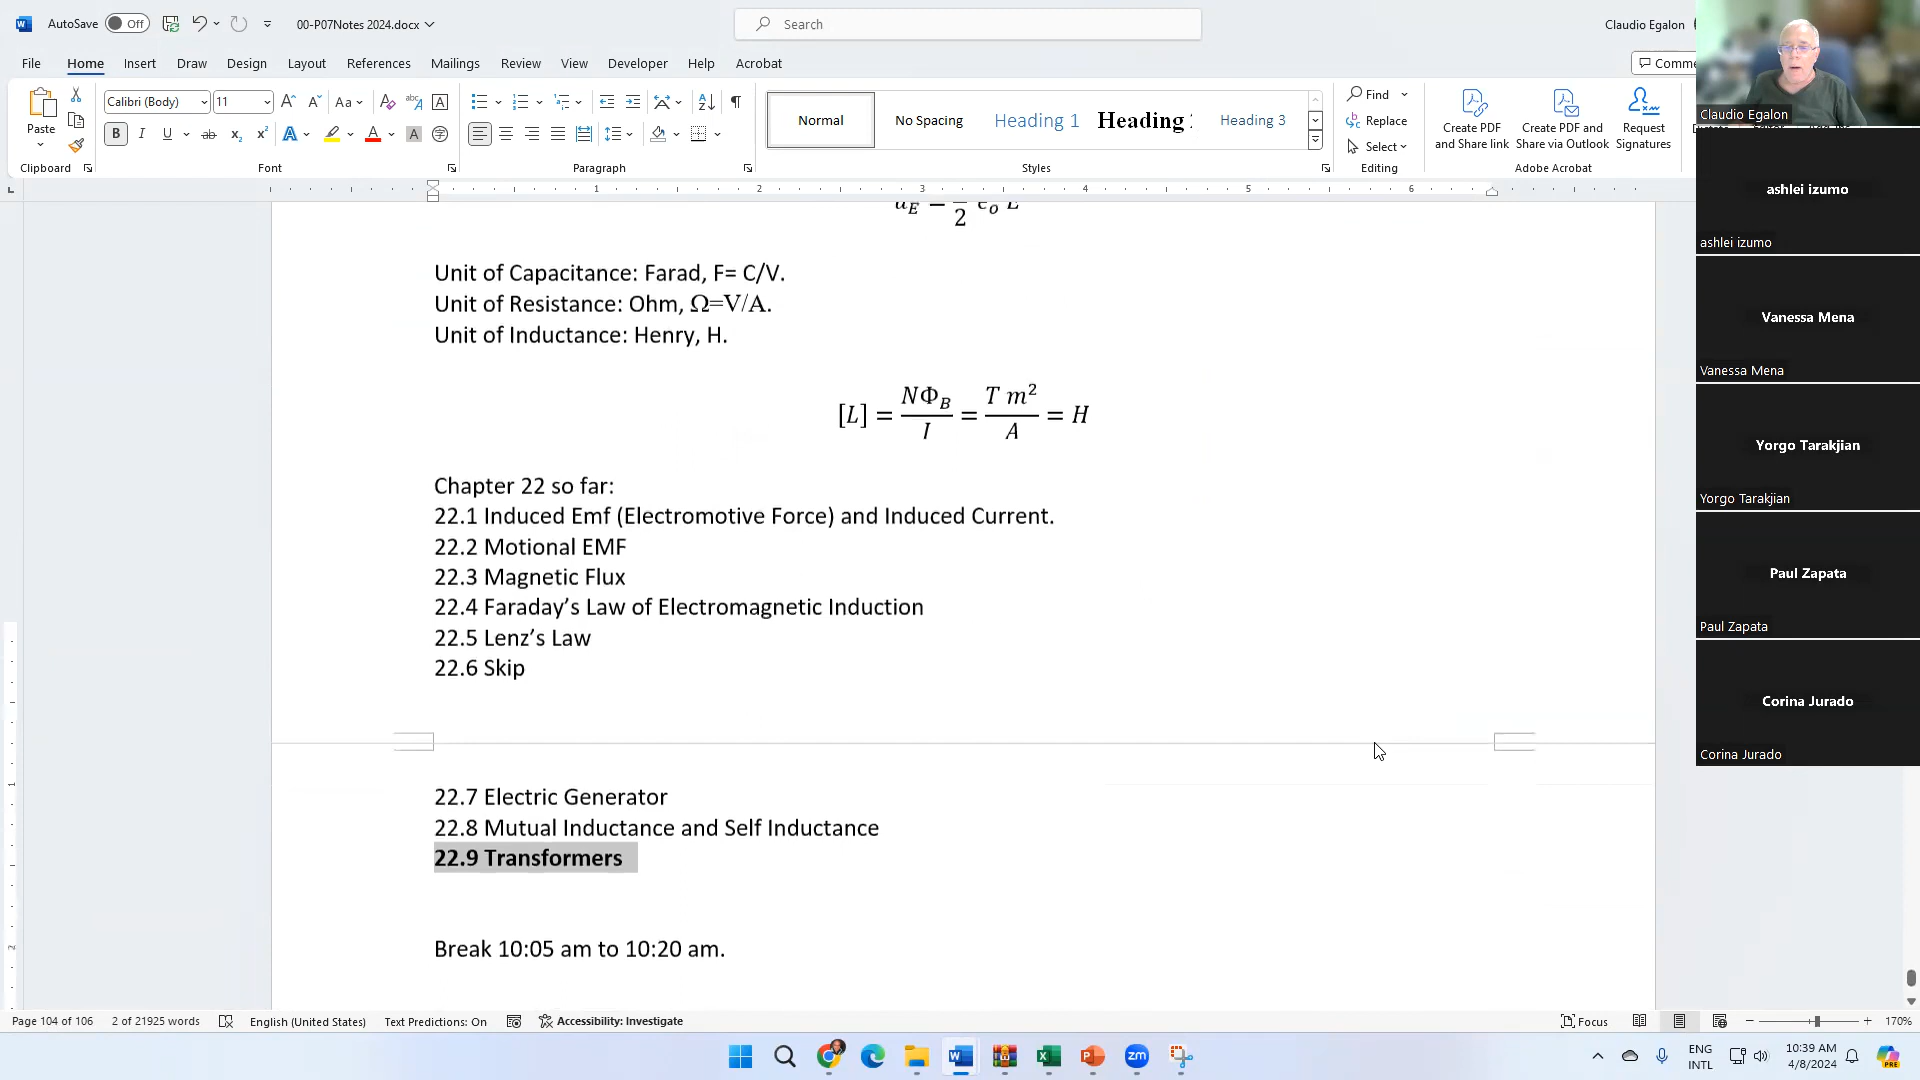 AutoSave Off 00-P07Notes 2024.docx Search Claudio Egalon
File Home Insert Draw Design Layout References Mailings Review View Developer Help Acrobat
Paste
Clipboard
Calibri (Body) 11
Font
Paragraph
Normal No Spacing Heading 1 Heading Heading 3
Styles
Find
Replace
Select
Editing
Create PDF and Share link
Create PDF and Share via Outlook
Request Signatures
Adobe Acrobat
Unit of Capacitance: Farad, F= C/V.
Unit of Resistance: Ohm, Ω=V/A.
Unit of Inductance: Henry, H.
[L] = NΦ_B / I = T m² / A = H
Chapter 22 so far:
22.1 Induced Emf (Electromotive Force) and Induced Current.
22.2 Motional EMF
22.3 Magnetic Flux
22.4 Faraday’s Law of Electromagnetic Induction
22.5 Lenz’s Law
22.6 Skip
22.7 Electric Generator
22.8 Mutual Inductance and Self Inductance
22.9 Transformers
Break 10:05 am to 10:20 am.
Claudio Egalon
ashlei izumo
ashlei izumo
Vanessa Mena
Vanessa Mena
Yorgo Tarakjian
Yorgo Tarakjian
Paul Zapata
Paul Zapata
Corina Jurado
Corina Jurado
Page 104 of 106 2 of 21925 words English (United States) Text Predictions: On Accessibility: Investigate Focus 170%
ENG
INTL
10:39 AM
4/8/2024